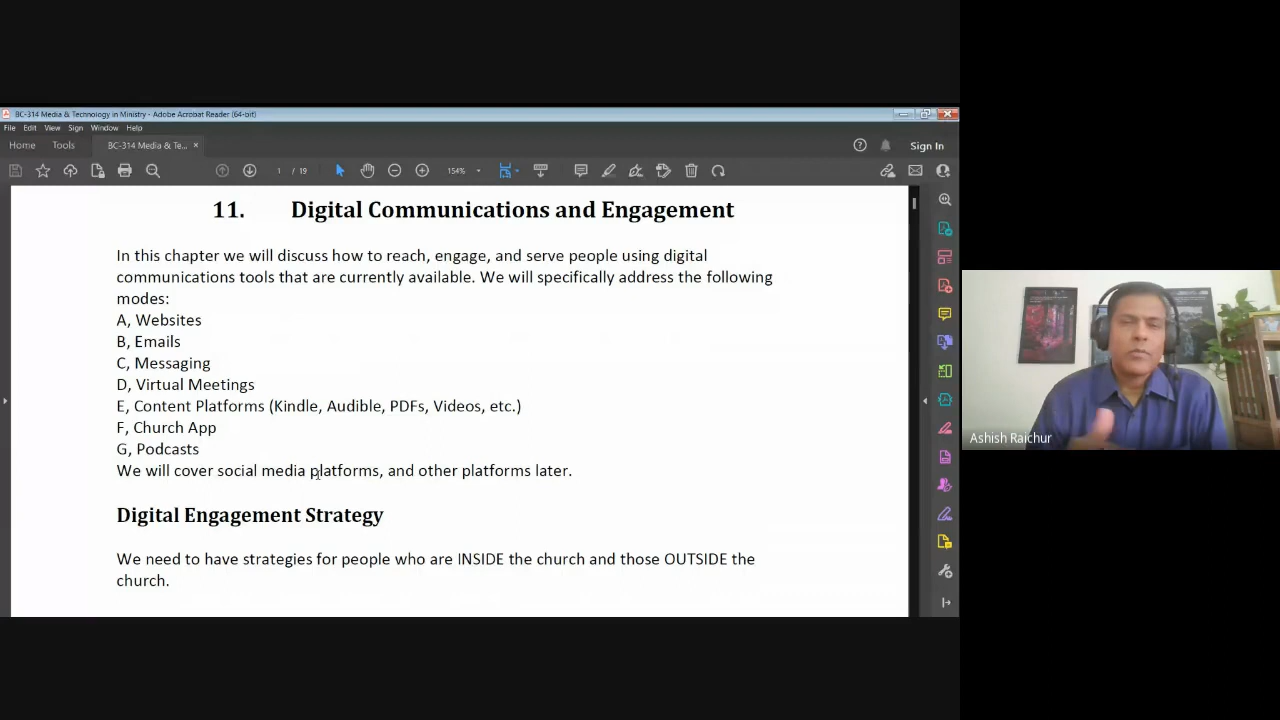 BC-314 Media & Technology in Ministry - Adobe Acrobat Reader (64-bit)
File Edit View Sign Window Help
Home Tools BC-314 Media & Te... × Sign In
1 / 19 154%
11. Digital Communications and Engagement
In this chapter we will discuss how to reach, engage, and serve people using digital
communications tools that are currently available. We will specifically address the following
modes:
A, Websites
B, Emails
C, Messaging
D, Virtual Meetings
E, Content Platforms (Kindle, Audible, PDFs, Videos, etc.)
F, Church App
G, Podcasts
We will cover social media platforms, and other platforms later.
Digital Engagement Strategy
We need to have strategies for people who are INSIDE the church and those OUTSIDE the
church.
Ashish Raichur